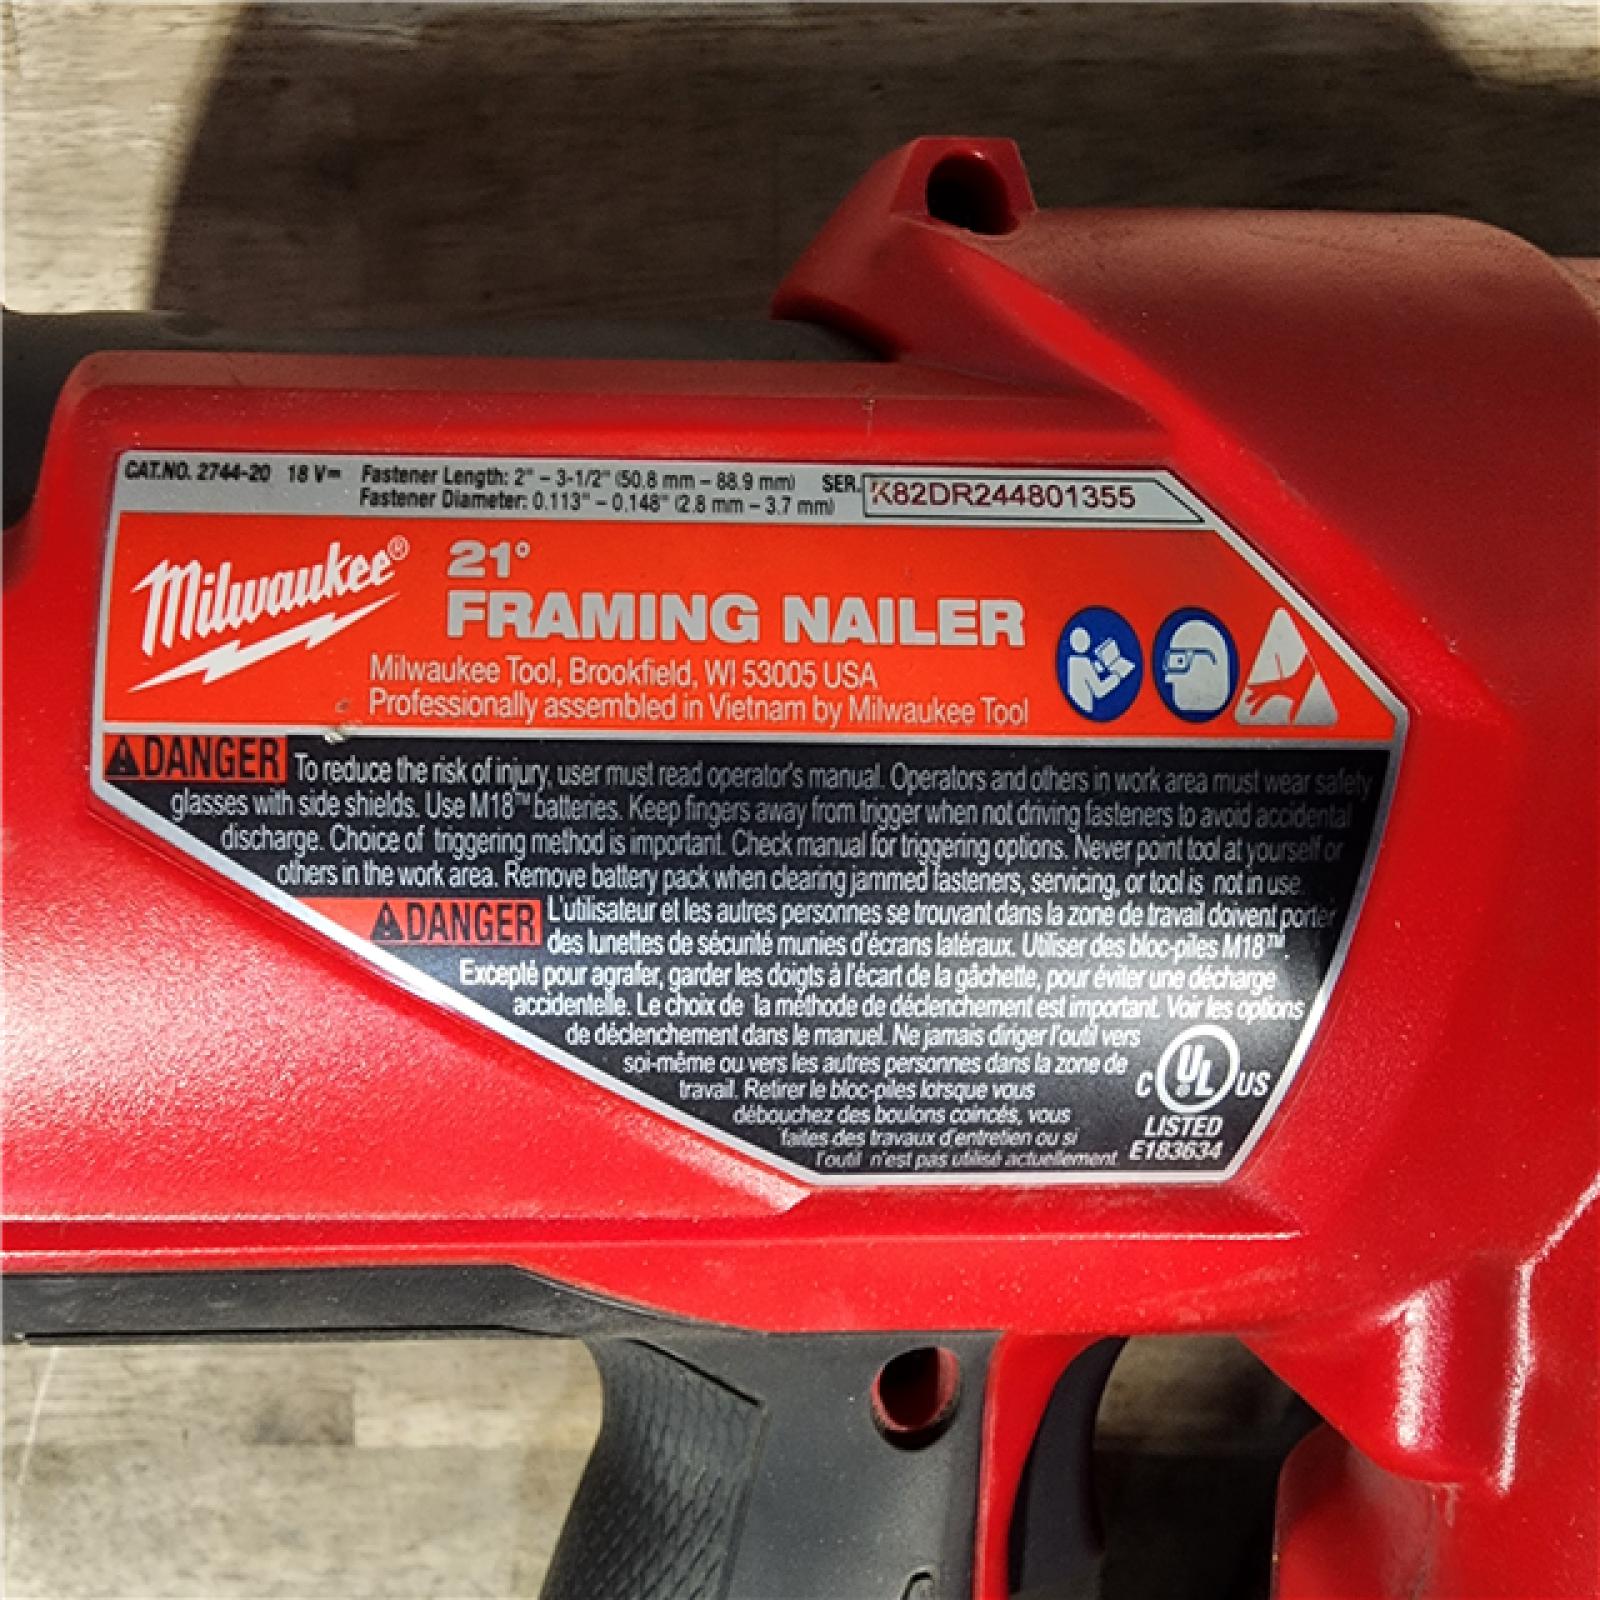 CAT.NO. 2744-20 18 V⎓ Fastener Length: 2" – 3-1/2" (50.8 mm – 88.9 mm) SER. K82DR244801355
Fastener Diameter: 0.113" – 0.148" (2.8 mm – 3.7 mm)
Milwaukee®
21°
FRAMING NAILER
Milwaukee Tool, Brookfield, WI 53005 USA
Professionally assembled in Vietnam by Milwaukee Tool
DANGER To reduce the risk of injury, user must read operator's manual. Operators and others in work area must wear safety
glasses with side shields. Use M18™ batteries. Keep fingers away from trigger when not driving fasteners to avoid accidental
discharge. Choice of triggering method is important. Check manual for triggering options. Never point tool at yourself or
others in the work area. Remove battery pack when clearing jammed fasteners, servicing, or tool is not in use.
DANGER L'utilisateur et les autres personnes se trouvant dans la zone de travail doivent porter
des lunettes de sécurité munies d'écrans latéraux. Utiliser des bloc-piles M18™.
Excepté pour agrafer, garder les doigts à l'écart de la gâchette, pour éviter une décharge
accidentelle. Le choix de la méthode de déclenchement est important. Voir les options
de déclenchement dans le manuel. Ne jamais diriger l'outil vers
soi-même ou vers les autres personnes dans la zone de
travail. Retirer le bloc-piles lorsque vous
débouchez des boulons coincés, vous
faites des travaux d'entretien ou si
l'outil n'est pas utilisé actuellement.
C UL US
LISTED
E183634